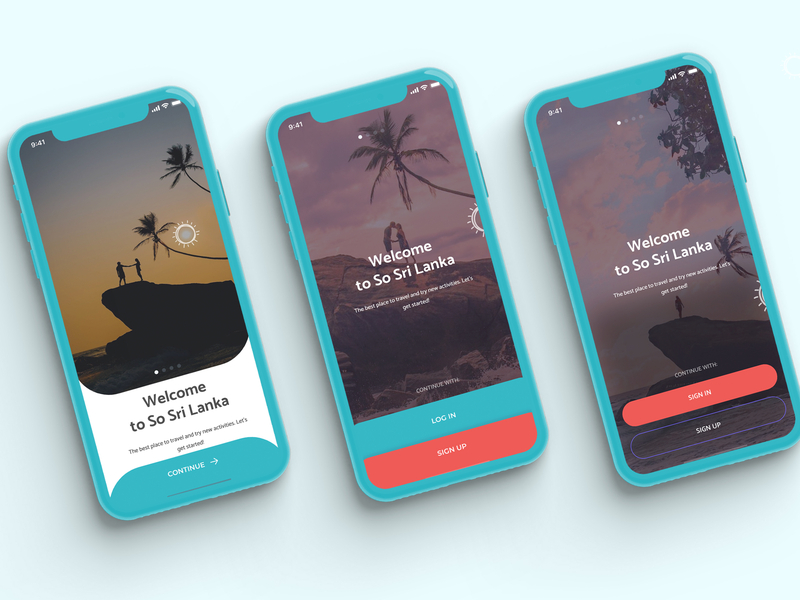 9:41
Welcome
to So Sri Lanka
The best place to travel and try new activities. Let's
get started!
CONTINUE →
9:41
Welcome
to So Sri Lanka
The best place to travel and try new activities. Let's
get started!
CONTINUE WITH:
LOG IN
SIGN UP
9:41
Welcome
to So Sri Lanka
The best place to travel and try new activities. Let's
get started!
CONTINUE WITH:
SIGN IN
SIGN UP